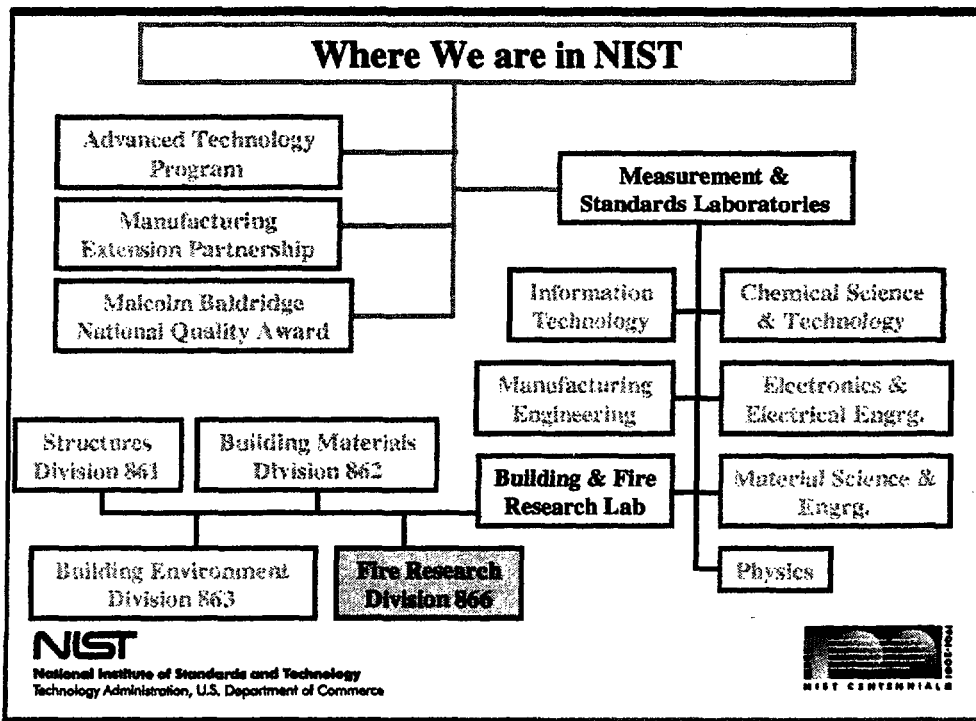 Where We are in NIST
Advanced Technology
Program
Measurement &
Standards Laboratories
Manufacturing
Extension Partnership
Malcolm Baldridge
National Quality Award
Information
Technology
Chemical Science
& Technology
Manufacturing
Engineering
Electronics &
Electrical Engrg.
Structures
Division 861
Building Materials
Division 862
Building & Fire
Research Lab
Material Science &
Engrg.
Building Environment
Division 863
Fire Research
Division 866
Physics
NIST
National Institute of Standards and Technology
Technology Administration, U.S. Department of Commerce
NIST CENTENNIAL
1901-2001